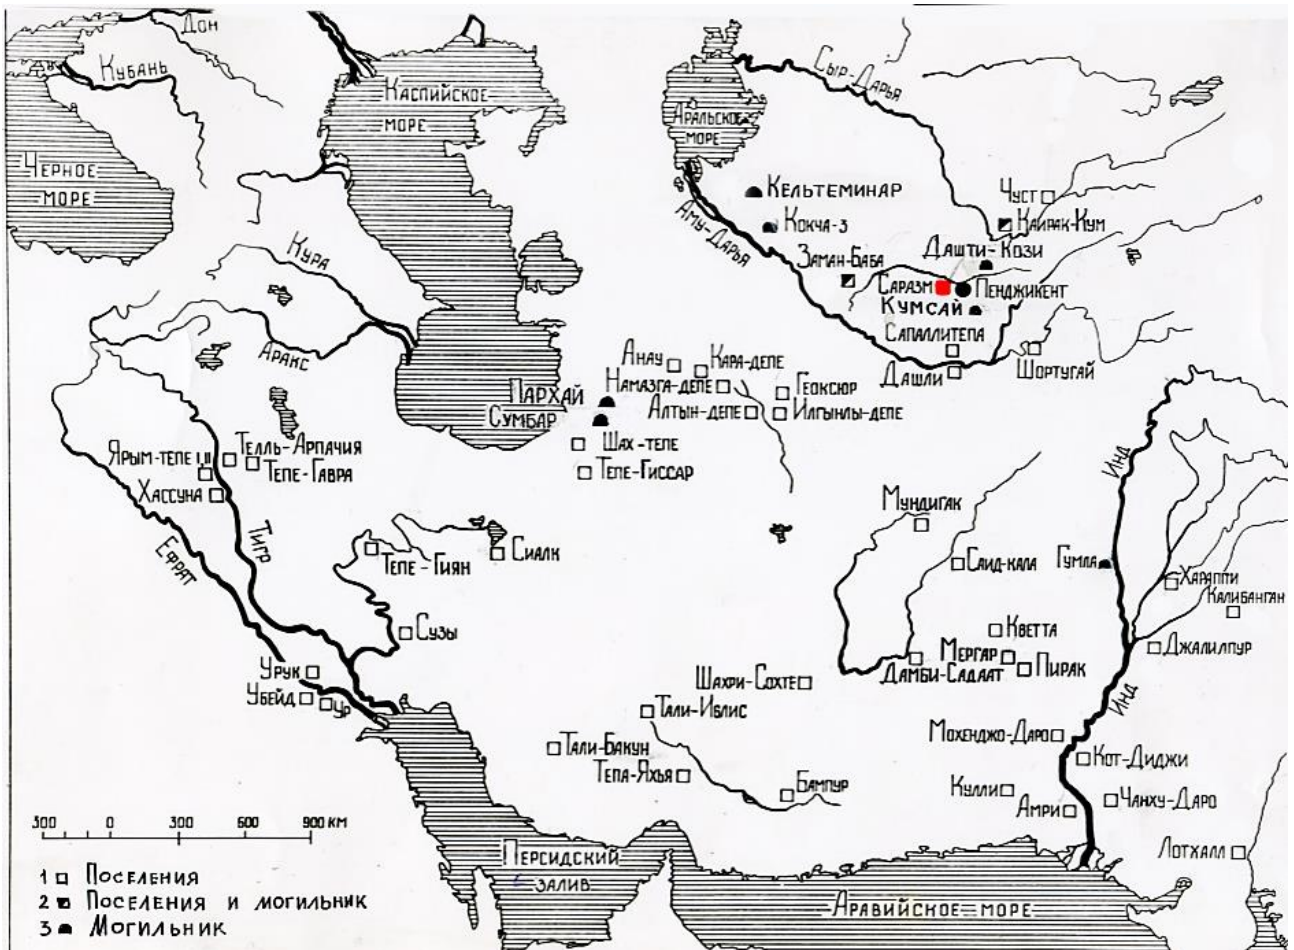 Дон
Кубань
Каспийское
море
Сыр-Дарья
Аральское
море
Черное
море
Кельтеминар
Чуст
Аму-Дарья
Кокча-3
Кайрак-Кум
Дашти-Кози
Кура
Заман-Баба
Саразм
Пенджикент
Кумсай
Сапаллитепа
Аракс
Анау
Кара-депе
Шортугай
Дашли
Намазга-депе
Геоксюр
Пархай
Сумбар
Алтын-депе
Илгынлы-депе
Шах-тепе
Телль-Арпачия
Ярым-тепе I,II
Тепе-Гавра
Тепе-Гиссар
Инд
Хассуна
Мундигак
Тигр
Ефрат
Сиалк
Тепе-Гиян
Саид-кала
Гумла
Хараппи
Калибанган
Сузы
Кветта
Джалилпур
Мергар
Пирак
Дамби-Садаат
Урук
Шахри-Сохте
Убейд
Ур
Инд
Тали-Иблис
Мохенджо-Даро
Тали-Бакун
Кот-Диджи
Тепа-Яхья
Бампур
Кулли
Чанху-Даро
Амри
300 0 300 600 900 км
Лотхалл
Персидский
залив
1 Поселения
2 Поселения и могильник
3 Могильник
Аравийское море